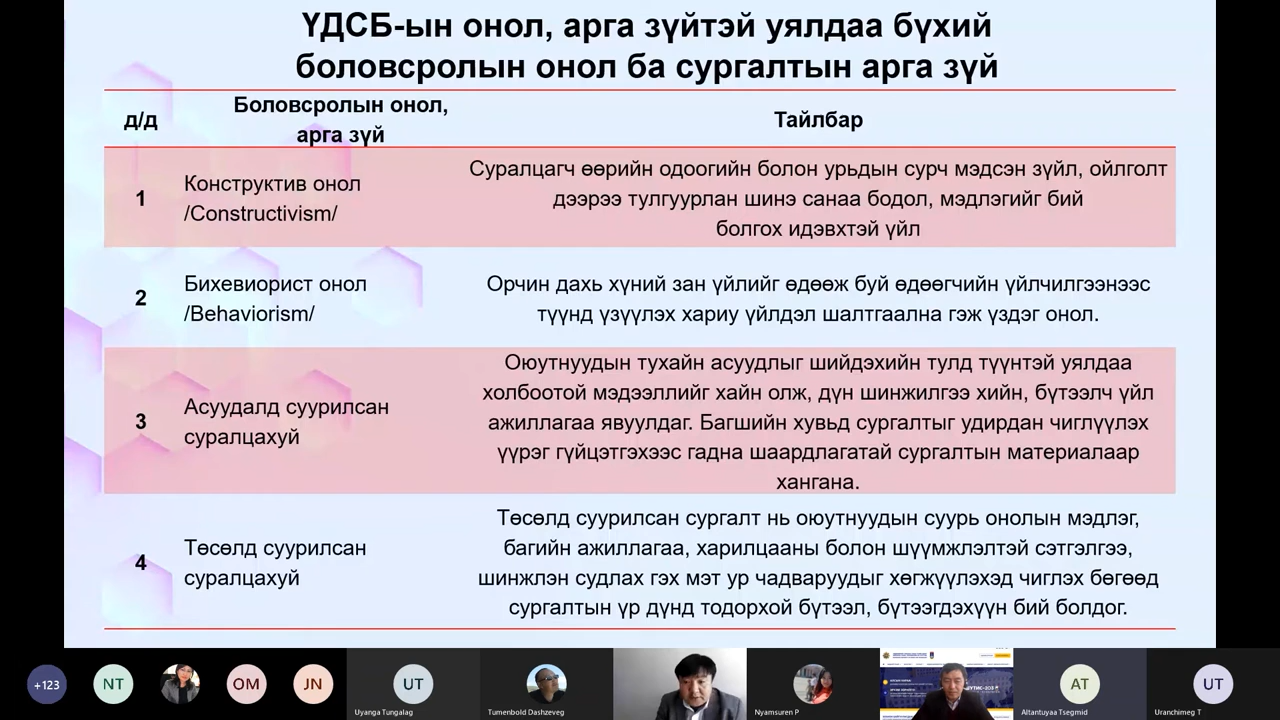 ҮДСБ-ын онол, арга зүйтэй уялдаа бүхий
боловсролын онол ба сургалтын арга зүй
д/д
Боловсролын онол,
арга зүй
Тайлбар
1
Конструктив онол
/Constructivism/
Суралцагч өөрийн одоогийн болон урьдын сурч мэдсэн зүйл, ойлголт
дээрээ тулгуурлан шинэ санаа бодол, мэдлэгийг бий
болгох идэвхтэй үйл
2
Бихевиорист онол
/Behaviorism/
Орчин дахь хүний зан үйлийг өдөөж буй өдөөгчийн үйлчилгээнээс
түүнд үзүүлэх хариу үйлдэл шалтгаална гэж үздэг онол.
3
Асуудалд суурилсан
суралцахуй
Оюутнуудын тухайн асуудлыг шийдэхийн тулд түүнтэй уялдаа
холбоотой мэдээллийг хайн олж, дүн шинжилгээ хийн, бүтээлч үйл
ажиллагаа явуулдаг. Багшийн хувьд сургалтыг удирдан чиглүүлэх
үүрэг гүйцэтгэхээс гадна шаардлагатай сургалтын материалаар
хангана.
4
Төсөлд суурилсан
суралцахуй
Төсөлд суурилсан сургалт нь оюутнуудын суурь онолын мэдлэг,
багийн ажиллагаа, харилцааны болон шүүмжлэлтэй сэтгэлгээ,
шинжлэн судлах гэх мэт ур чадваруудыг хөгжүүлэхэд чиглэх бөгөөд
сургалтын үр дүнд тодорхой бүтээл, бүтээгдэхүүн бий болдог.
+123
NT
OM
JN
UT
AT
UT
Uyanga Tungalag
Tumenbold Dashzeveg
Nyamsuren P
Altantuyaa Tsegmid
Uranchimeg T